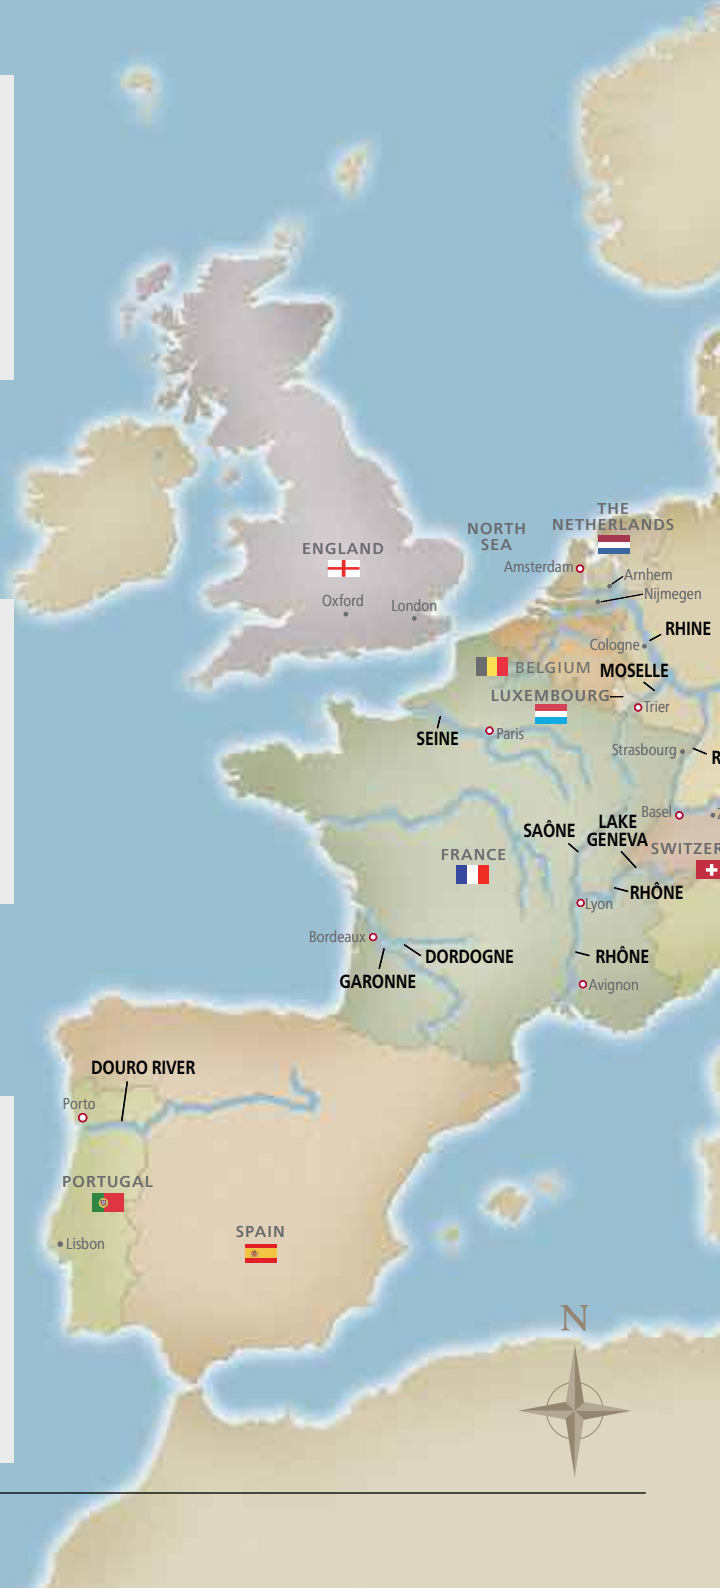 THE
NETHERLANDS
NORTH
SEA
ENGLAND
Amsterdam
Arnhem
Nijmegen
Oxford
London
RHINE
Cologne
BELGIUM
MOSELLE
LUXEMBOURG
Trier
SEINE
Paris
Strasbourg
R
Basel
Z
SAÔNE
LAKE
GENEVA
SWITZER
FRANCE
RHÔNE
Lyon
Bordeaux
DORDOGNE
RHÔNE
GARONNE
Avignon
DOURO RIVER
Porto
PORTUGAL
SPAIN
Lisbon
N